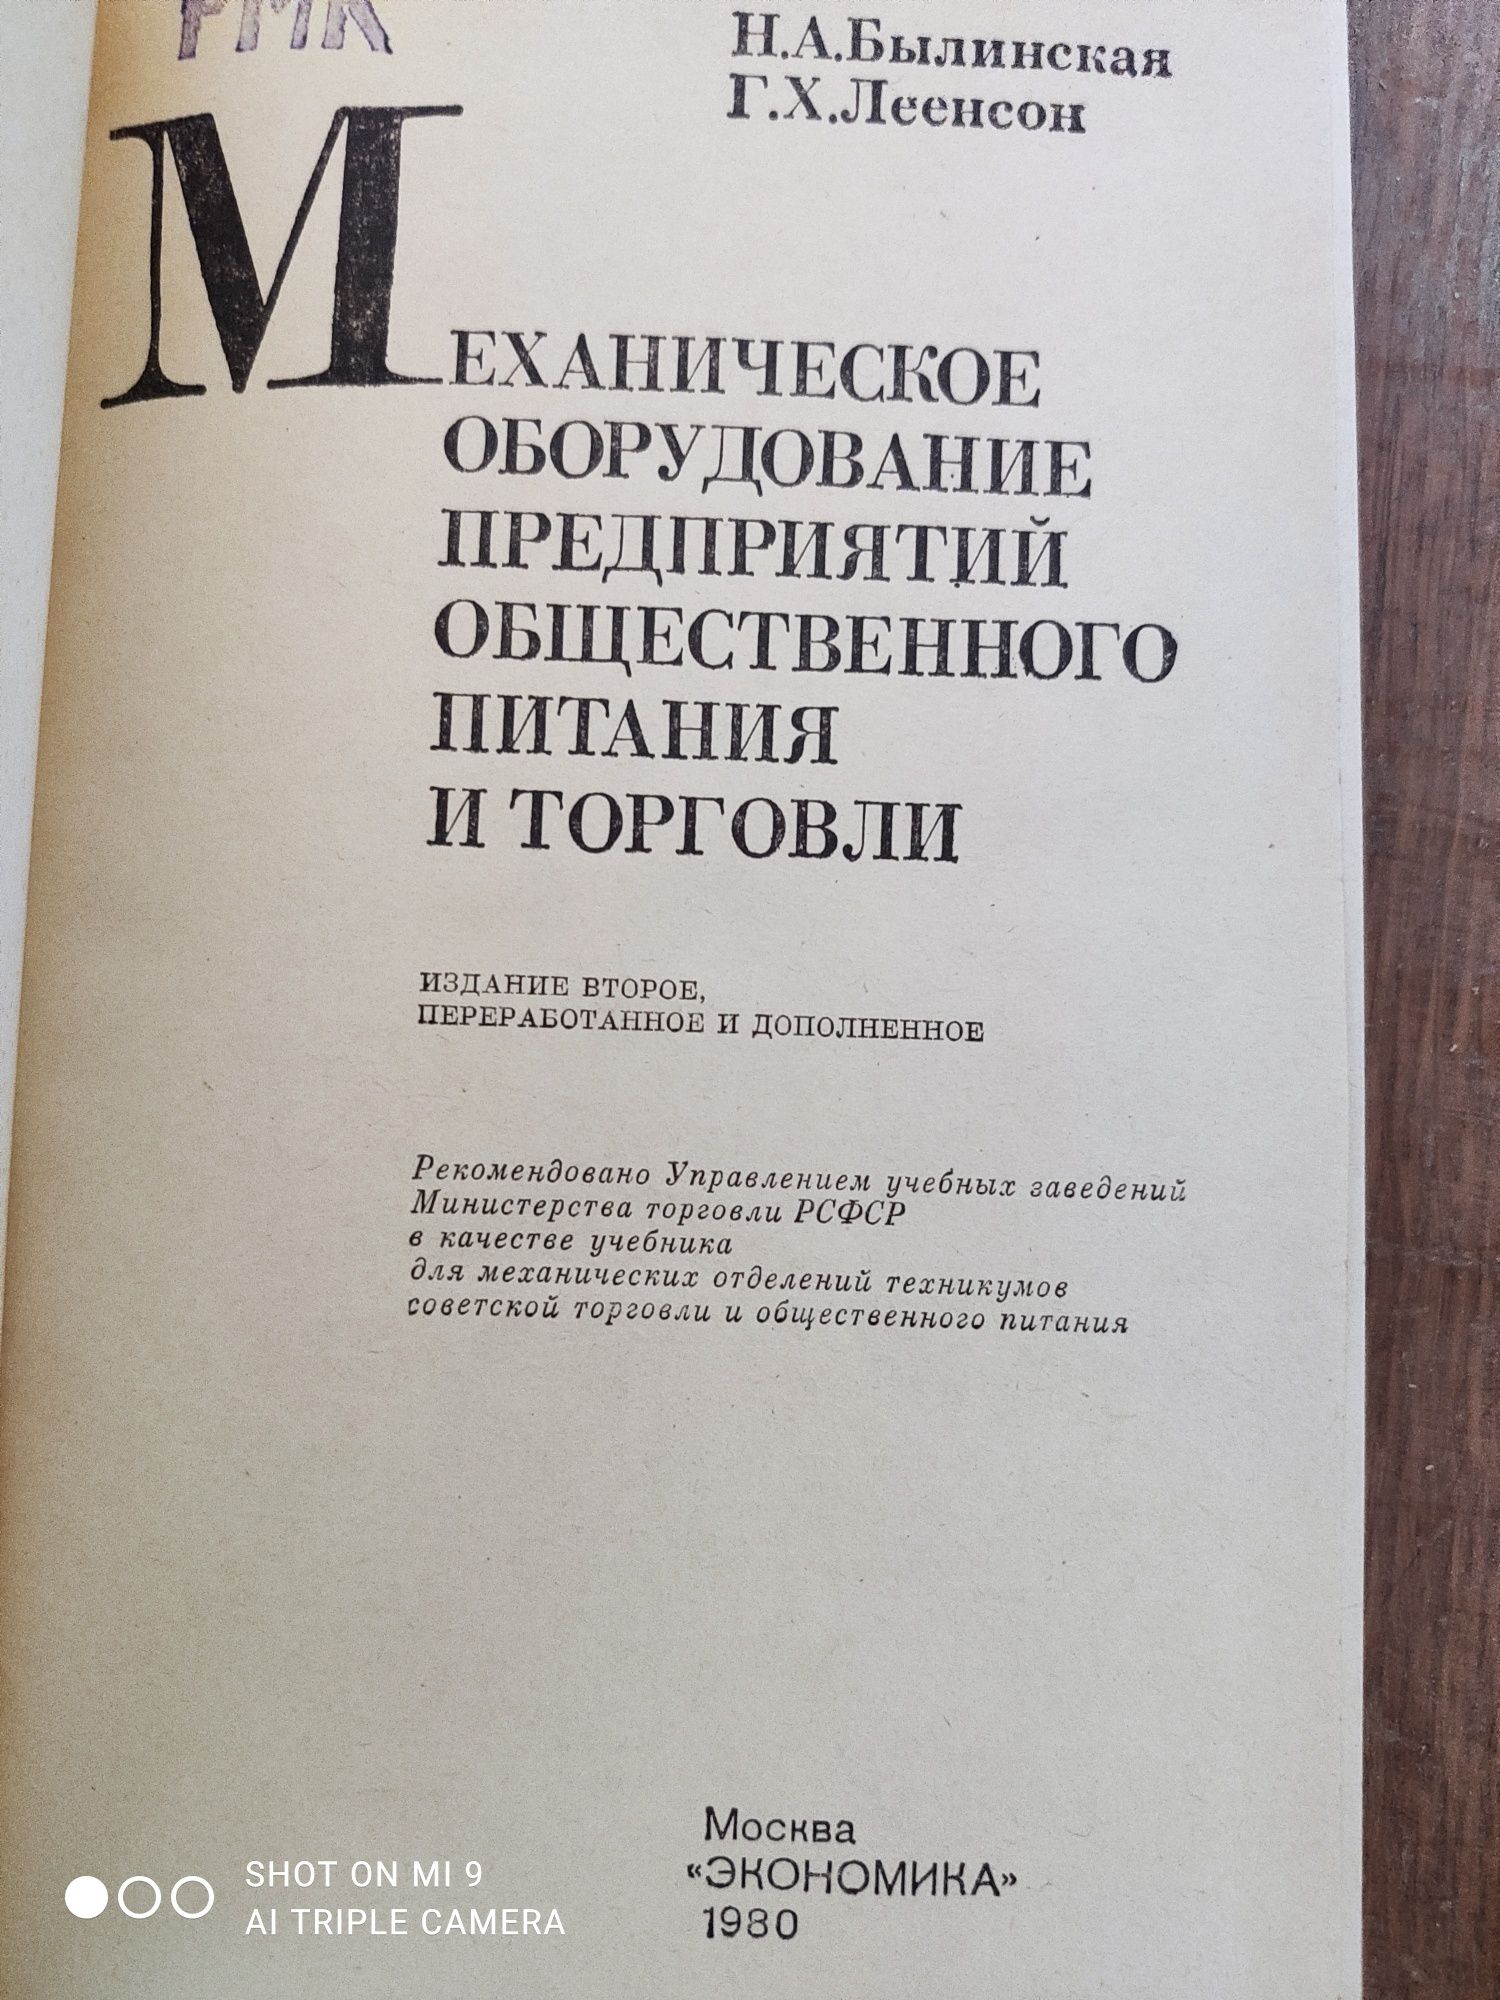 РМК
Н.А.Былинская
Г.Х.Леенсон
МЕХАНИЧЕСКОЕ
ОБОРУДОВАНИЕ
ПРЕДПРИЯТИЙ
ОБЩЕСТВЕННОГО
ПИТАНИЯ
И ТОРГОВЛИ
ИЗДАНИЕ ВТОРОЕ,
ПЕРЕРАБОТАННОЕ И ДОПОЛНЕННОЕ
Рекомендовано Управлением учебных заведений
Министерства торговли РСФСР
в качестве учебника
для механических отделений техникумов
советской торговли и общественного питания
Москва
«ЭКОНОМИКА»
1980
SHOT ON MI 9
AI TRIPLE CAMERA